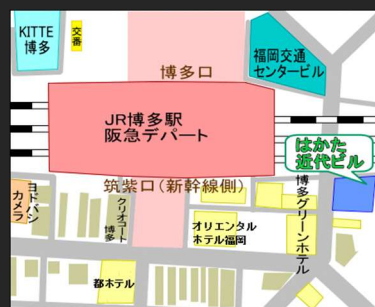 KITTE
博多
交番
博多口
福岡交通
センタービル
JR博多駅
阪急デパート
はかた
近代ビル
筑紫口(新幹線側)
ヨドバシ
カメラ
クリオコート
博多
オリエンタル
ホテル福岡
博多グリーンホテル
都ホテル